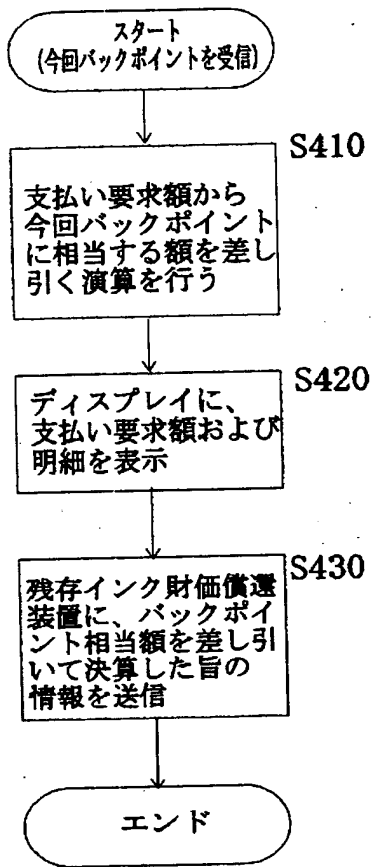 スタート
(今回バックポイントを受信)
S410
支払い要求額から
今回バックポイント
に相当する額を差し
引く演算を行う
S420
ディスプレイに、
支払い要求額および
明細を表示
S430
残存インク財価償還
装置に、バックポイ
ント相当額を差し引
いて決算した旨の
情報を送信
エンド